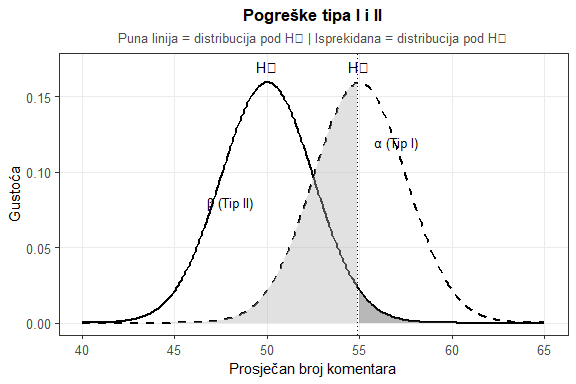 Pogreške tipa I i II
Puna linija = distribucija pod H▯ | Isprekidana = distribucija pod H▯
H▯
H▯
α (Tip I)
β (Tip II)
Gustoća
0.15
0.10
0.05
0.00
40
45
50
55
60
65
Prosječan broj komentara